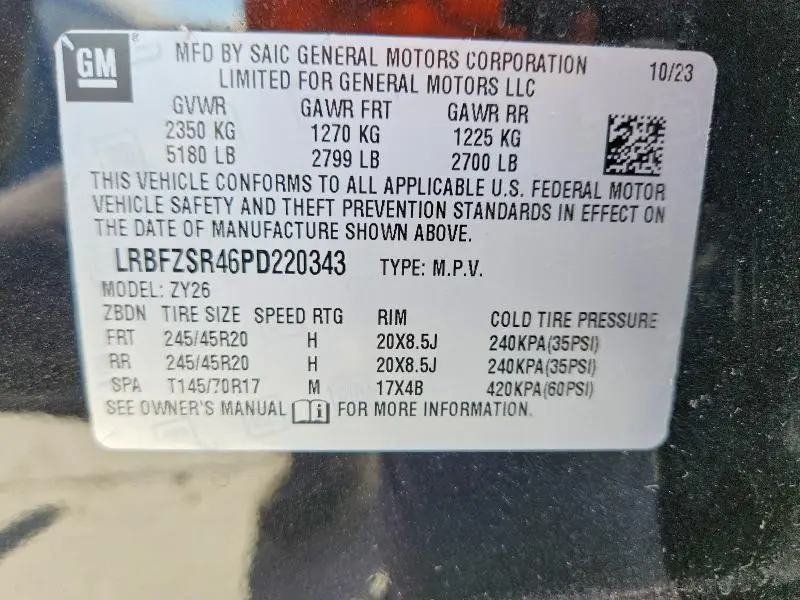 GM
MFD BY SAIC GENERAL MOTORS CORPORATION
LIMITED FOR GENERAL MOTORS LLC
10/23
GVWR GAWR FRT GAWR RR
2350 KG 1270 KG 1225 KG
5180 LB 2799 LB 2700 LB
THIS VEHICLE CONFORMS TO ALL APPLICABLE U.S. FEDERAL MOTOR
VEHICLE SAFETY AND THEFT PREVENTION STANDARDS IN EFFECT ON
THE DATE OF MANUFACTURE SHOWN ABOVE.
LRBFZSR46PD220343 TYPE: M.P.V.
MODEL: ZY26
ZBDN TIRE SIZE SPEED RTG RIM COLD TIRE PRESSURE
FRT 245/45R20 H 20X8.5J 240KPA(35PSI)
RR 245/45R20 H 20X8.5J 240KPA(35PSI)
SPA T145/70R17 M 17X4B 420KPA(60PSI)
SEE OWNER'S MANUAL i FOR MORE INFORMATION.